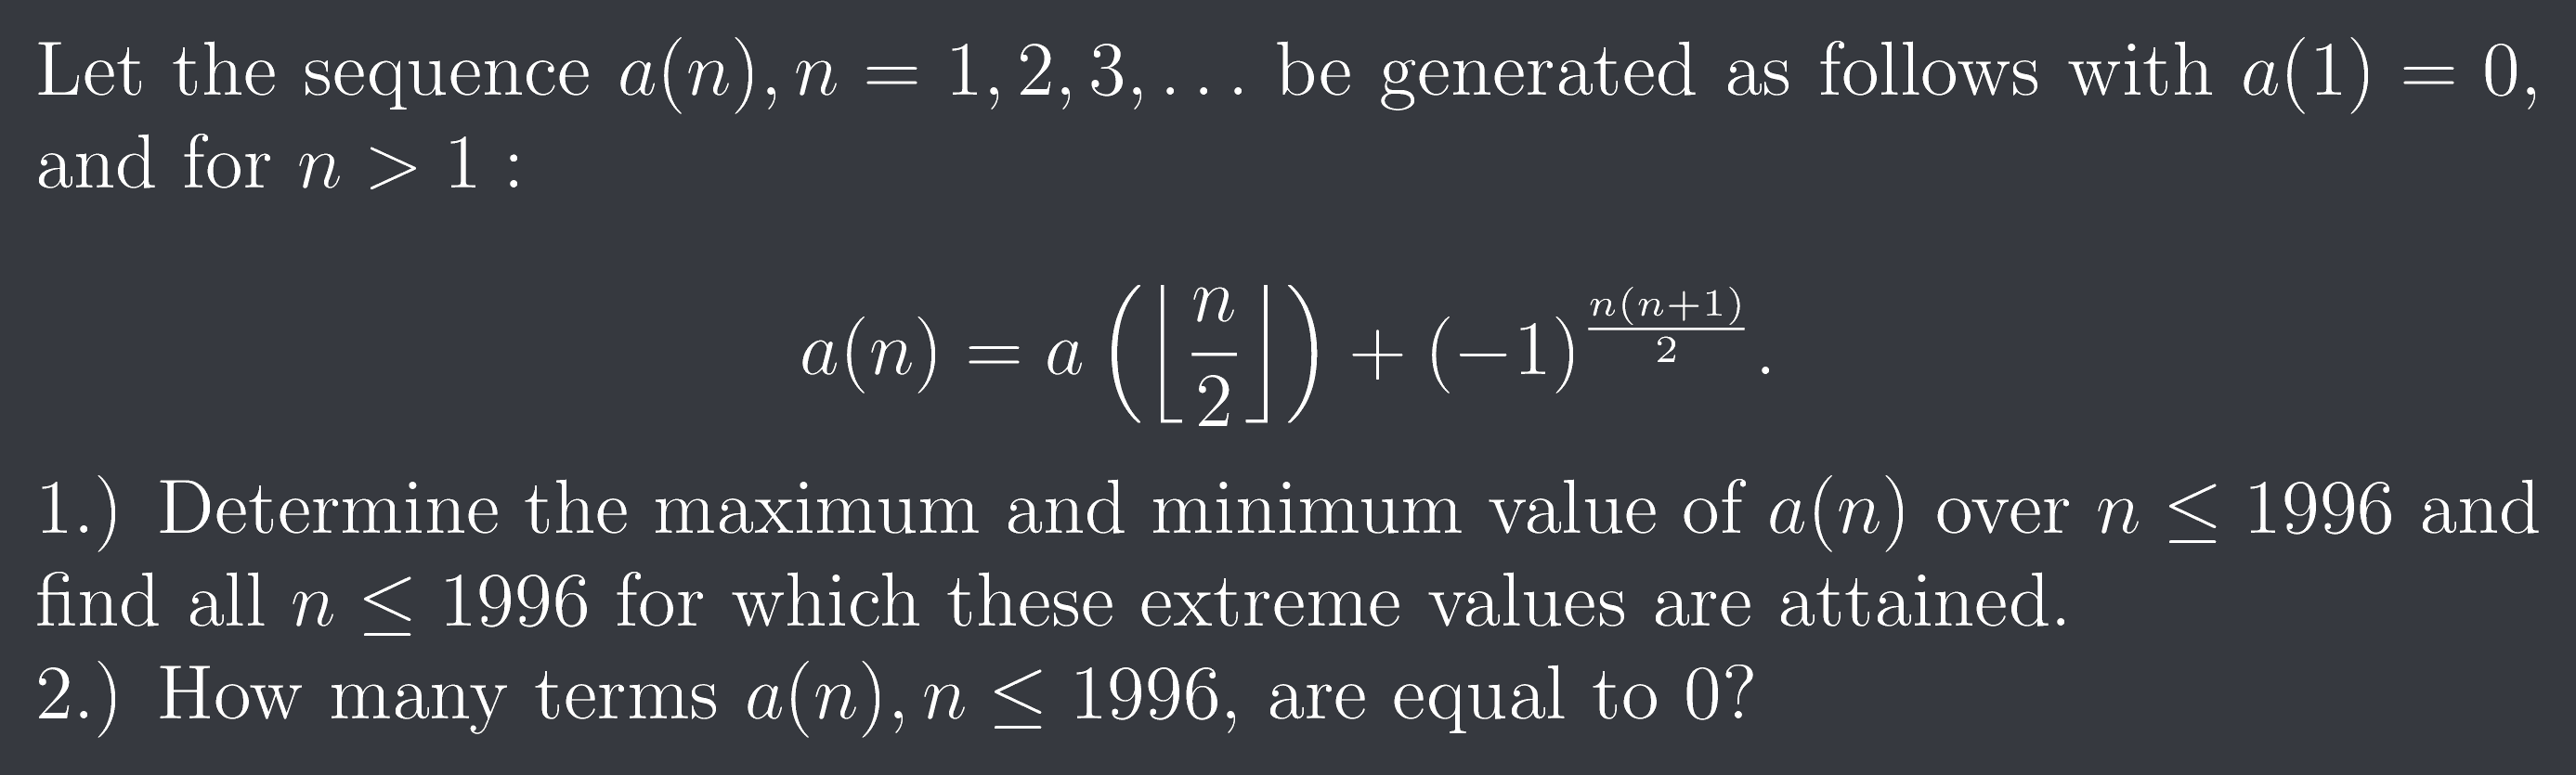 Let the sequence a(n), n = 1, 2, 3, . . . be generated as follows with a(1) = 0,
and for n > 1 :
a(n) = a(⌊n/2⌋) + (−1)^{n(n+1)/2}.
1.) Determine the maximum and minimum value of a(n) over n ≤ 1996 and
find all n ≤ 1996 for which these extreme values are attained.
2.) How many terms a(n), n ≤ 1996, are equal to 0?